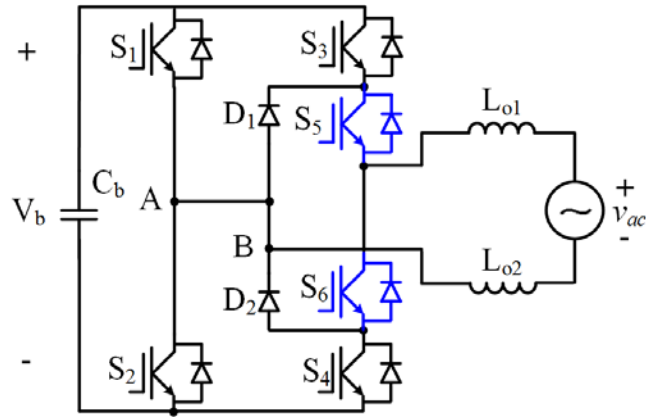 +
S1
S3
D1
S5
Lo1
Vb
Cb
A
+
vac
-
B
Lo2
D2
S6
-
S2
S4